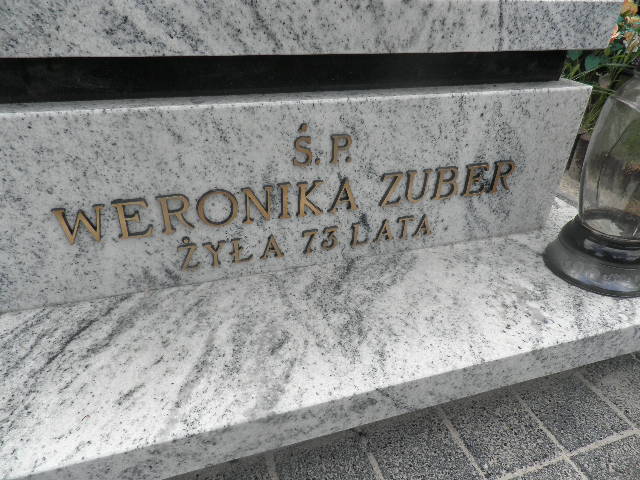 Ś. P.
WERONIKA ZUBER
ŻYŁA 73 LATA